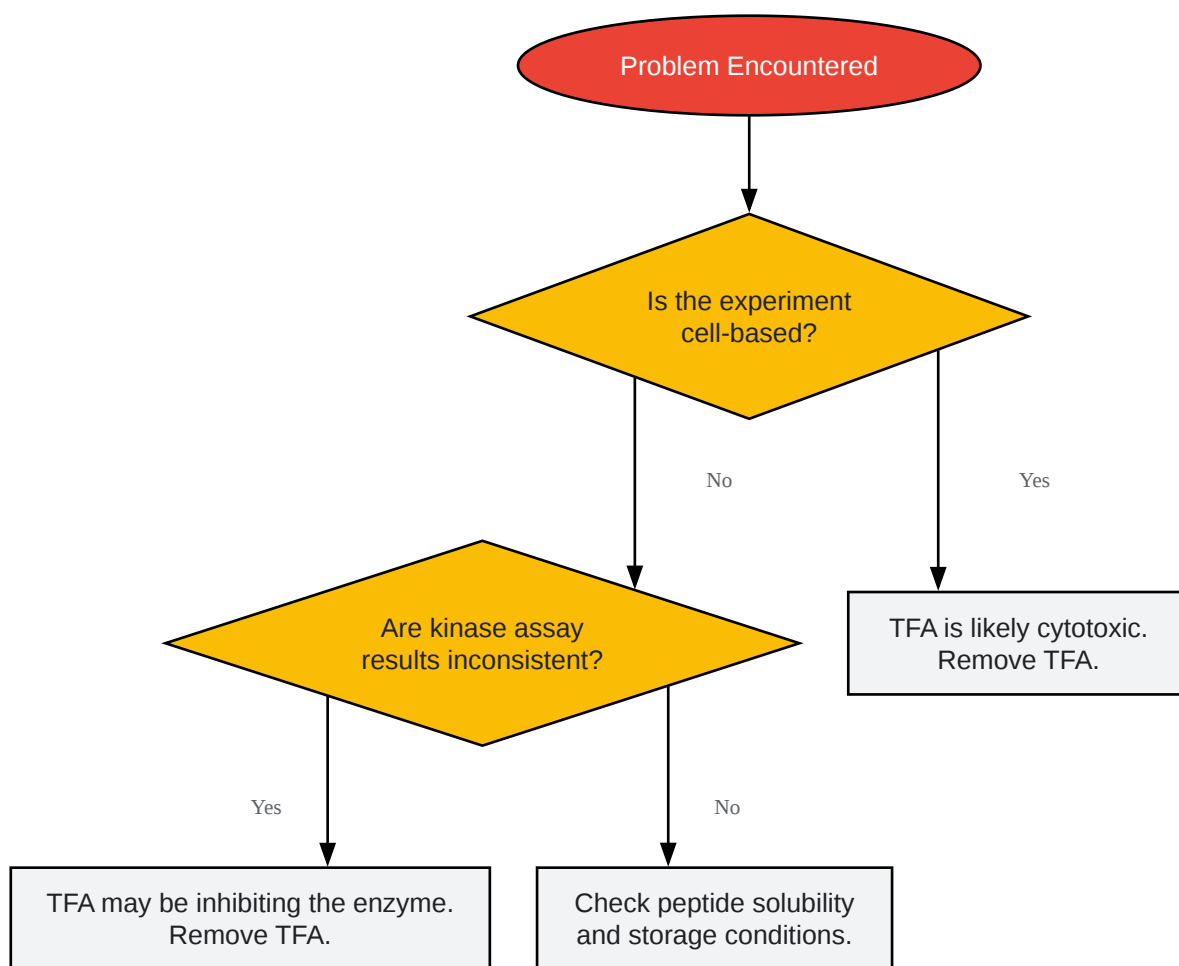 Problem Encountered
Is the experiment
cell-based?
No
Yes
Are kinase assay
results inconsistent?
TFA is likely cytotoxic.
Remove TFA.
Yes
No
TFA may be inhibiting the enzyme.
Remove TFA.
Check peptide solubility
and storage conditions.